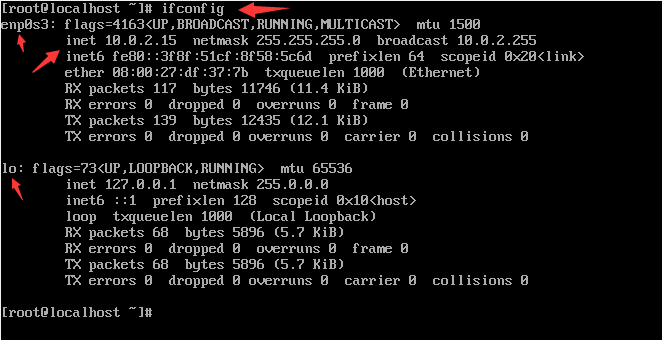 [root@localhost ~]# ifconfig
enp0s3: flags=4163<UP,BROADCAST,RUNNING,MULTICAST>  mtu 1500
        inet 10.0.2.15  netmask 255.255.255.0  broadcast 10.0.2.255
        inet6 fe80::3f8f:51cf:8f58:5c6d  prefixlen 64  scopeid 0x20<link>
        ether 08:00:27:df:37:7b  txqueuelen 1000  (Ethernet)
        RX packets 117  bytes 11746 (11.4 KiB)
        RX errors 0  dropped 0  overruns 0  frame 0
        TX packets 139  bytes 12435 (12.1 KiB)
        TX errors 0  dropped 0 overruns 0  carrier 0  collisions 0
lo: flags=73<UP,LOOPBACK,RUNNING>  mtu 65536
        inet 127.0.0.1  netmask 255.0.0.0
        inet6 ::1  prefixlen 128  scopeid 0x10<host>
        loop  txqueuelen 1000  (Local Loopback)
        RX packets 68  bytes 5896 (5.7 KiB)
        RX errors 0  dropped 0  overruns 0  frame 0
        TX packets 68  bytes 5896 (5.7 KiB)
        TX errors 0  dropped 0 overruns 0  carrier 0  collisions 0
[root@localhost ~]#